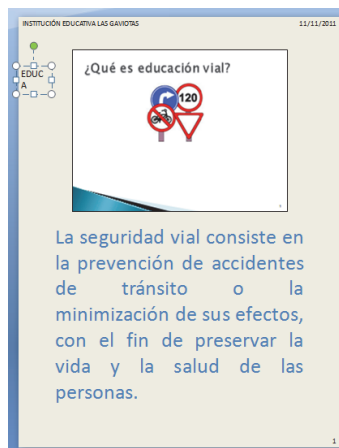 INSTITUCIÓN EDUCATIVA LAS GAVIOTAS 11/11/2011
EDUC
A
¿Qué es educación vial?
120
La seguridad vial consiste en
la prevención de accidentes
de tránsito o la
minimización de sus efectos,
con el fin de preservar la
vida y la salud de las
personas.
1